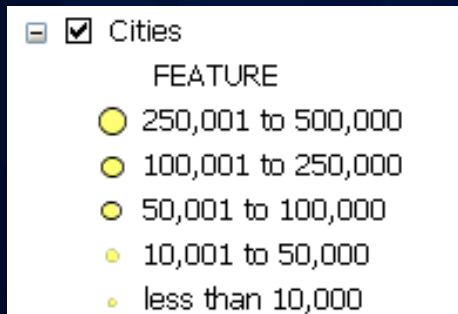 Cities
FEATURE
250,001 to 500,000
100,001 to 250,000
50,001 to 100,000
10,001 to 50,000
less than 10,000